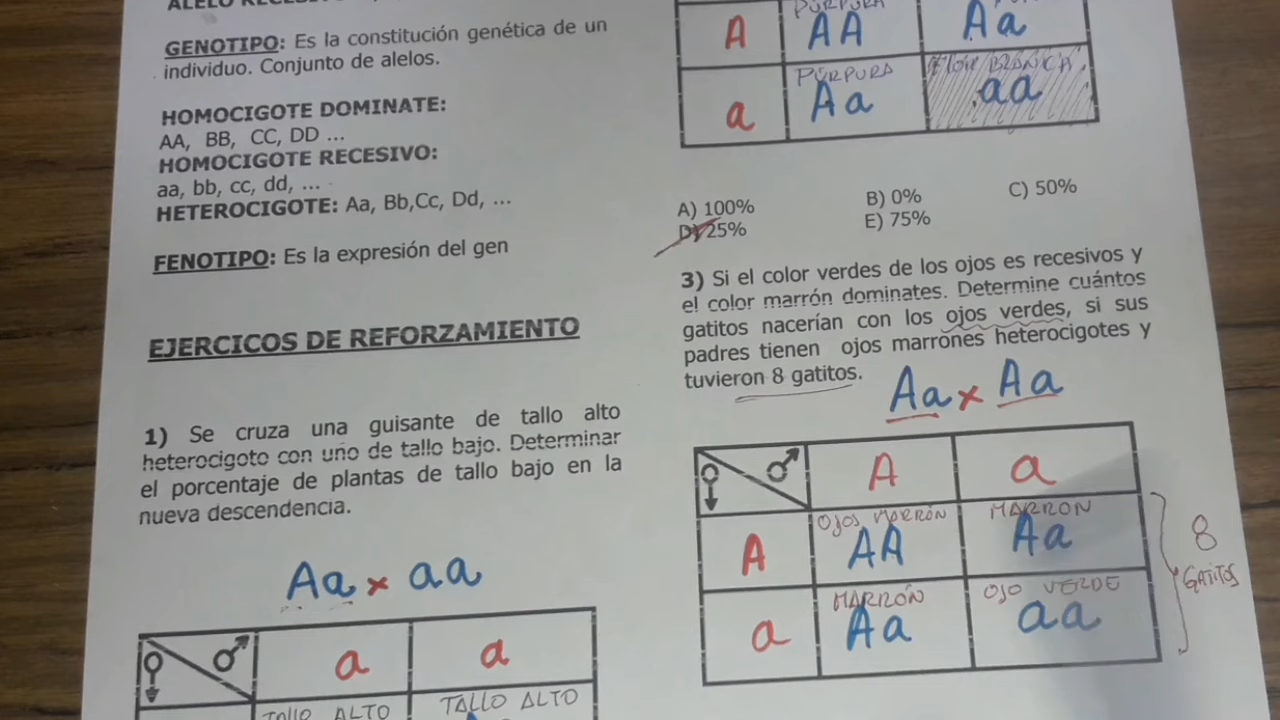 GENOTIPO: Es la constitución genética de un
individuo. Conjunto de alelos.
HOMOCIGOTE DOMINATE:
AA, BB, CC, DD ...
HOMOCIGOTE RECESIVO:
aa, bb, cc, dd, ...
HETEROCIGOTE: Aa, Bb,Cc, Dd, ...
FENOTIPO: Es la expresión del gen
EJERCICOS DE REFORZAMIENTO
1) Se cruza una guisante de tallo alto
heterocigoto con uno de tallo bajo. Determinar
el porcentaje de plantas de tallo bajo en la
nueva descendencia.
Aa × aa
♀ ♂ a a
TALLO ALTO TALLO ALTO
PÚRPURA
A AA Aa
PÚRPURA FLOR BLANCA
a Aa aa
A) 100% B) 0% C) 50%
D) 25% E) 75%
3) Si el color verdes de los ojos es recesivos y
el color marrón dominates. Determine cuántos
gatitos nacerían con los ojos verdes, si sus
padres tienen ojos marrones heterocigotes y
tuvieron 8 gatitos.
Aa × Aa
♀ ♂ A a
OJOS MARRÓN MARRON
A AA Aa
MARRÓN OJO VERDE
a Aa aa
8
GATITOS